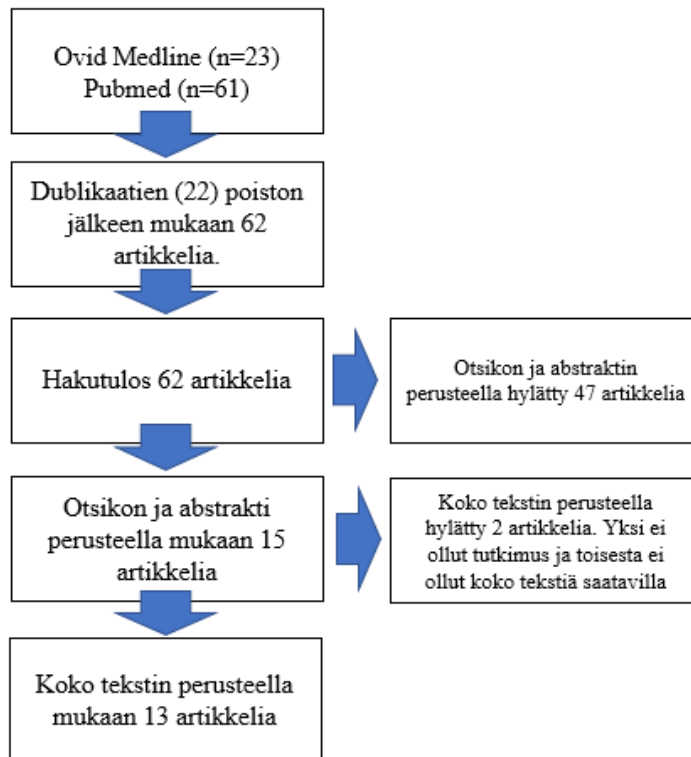 Ovid Medline (n=23)
Pubmed (n=61)
Dublikaatien (22) poiston
jälkeen mukaan 62
artikkelia.
Hakutulos 62 artikkelia
Otsikon ja abstraktin
perusteella hylätty 47 artikkelia
Otsikon ja abstrakti
perusteella mukaan 15
artikkelia
Koko tekstin perusteella
hylätty 2 artikkelia. Yksi ei
ollut tutkimus ja toisesta ei
ollut koko tekstiä saatavilla
Koko tekstin perusteella
mukaan 13 artikkelia